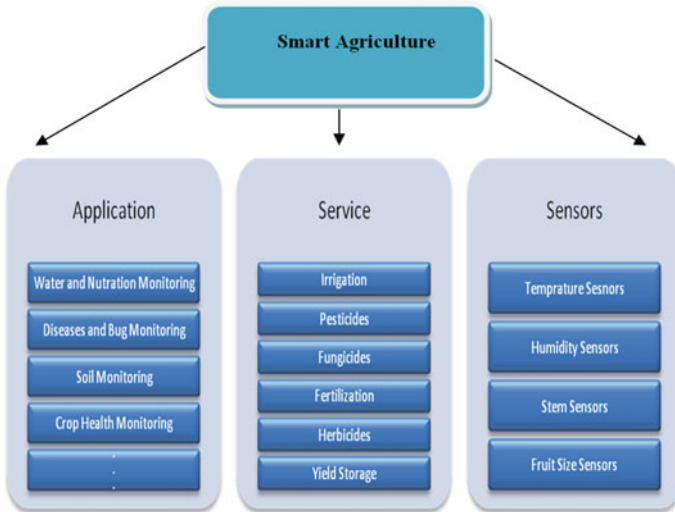 Smart Agriculture
Application
Water and Nutration Monitoring
Diseases and Bug Monitoring
Soil Monitoring
Crop Health Monitoring
.
.
.
Service
Irrigation
Pesticides
Fungicides
Fertilization
Herbicides
Yield Storage
Sensors
Temprature Sesnors
Humidity Sensors
Stem Sensors
Fruit Size Sensors